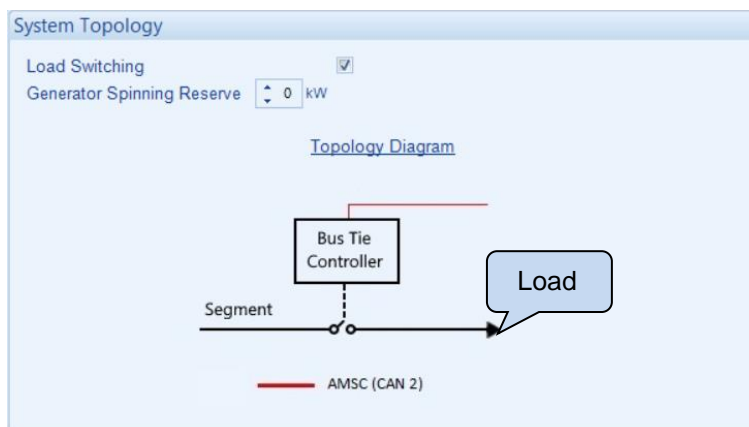 System Topology
Load Switching
Generator Spinning Reserve 0 kW
Topology Diagram
Bus Tie
Controller
Load
Segment
AMSC (CAN 2)